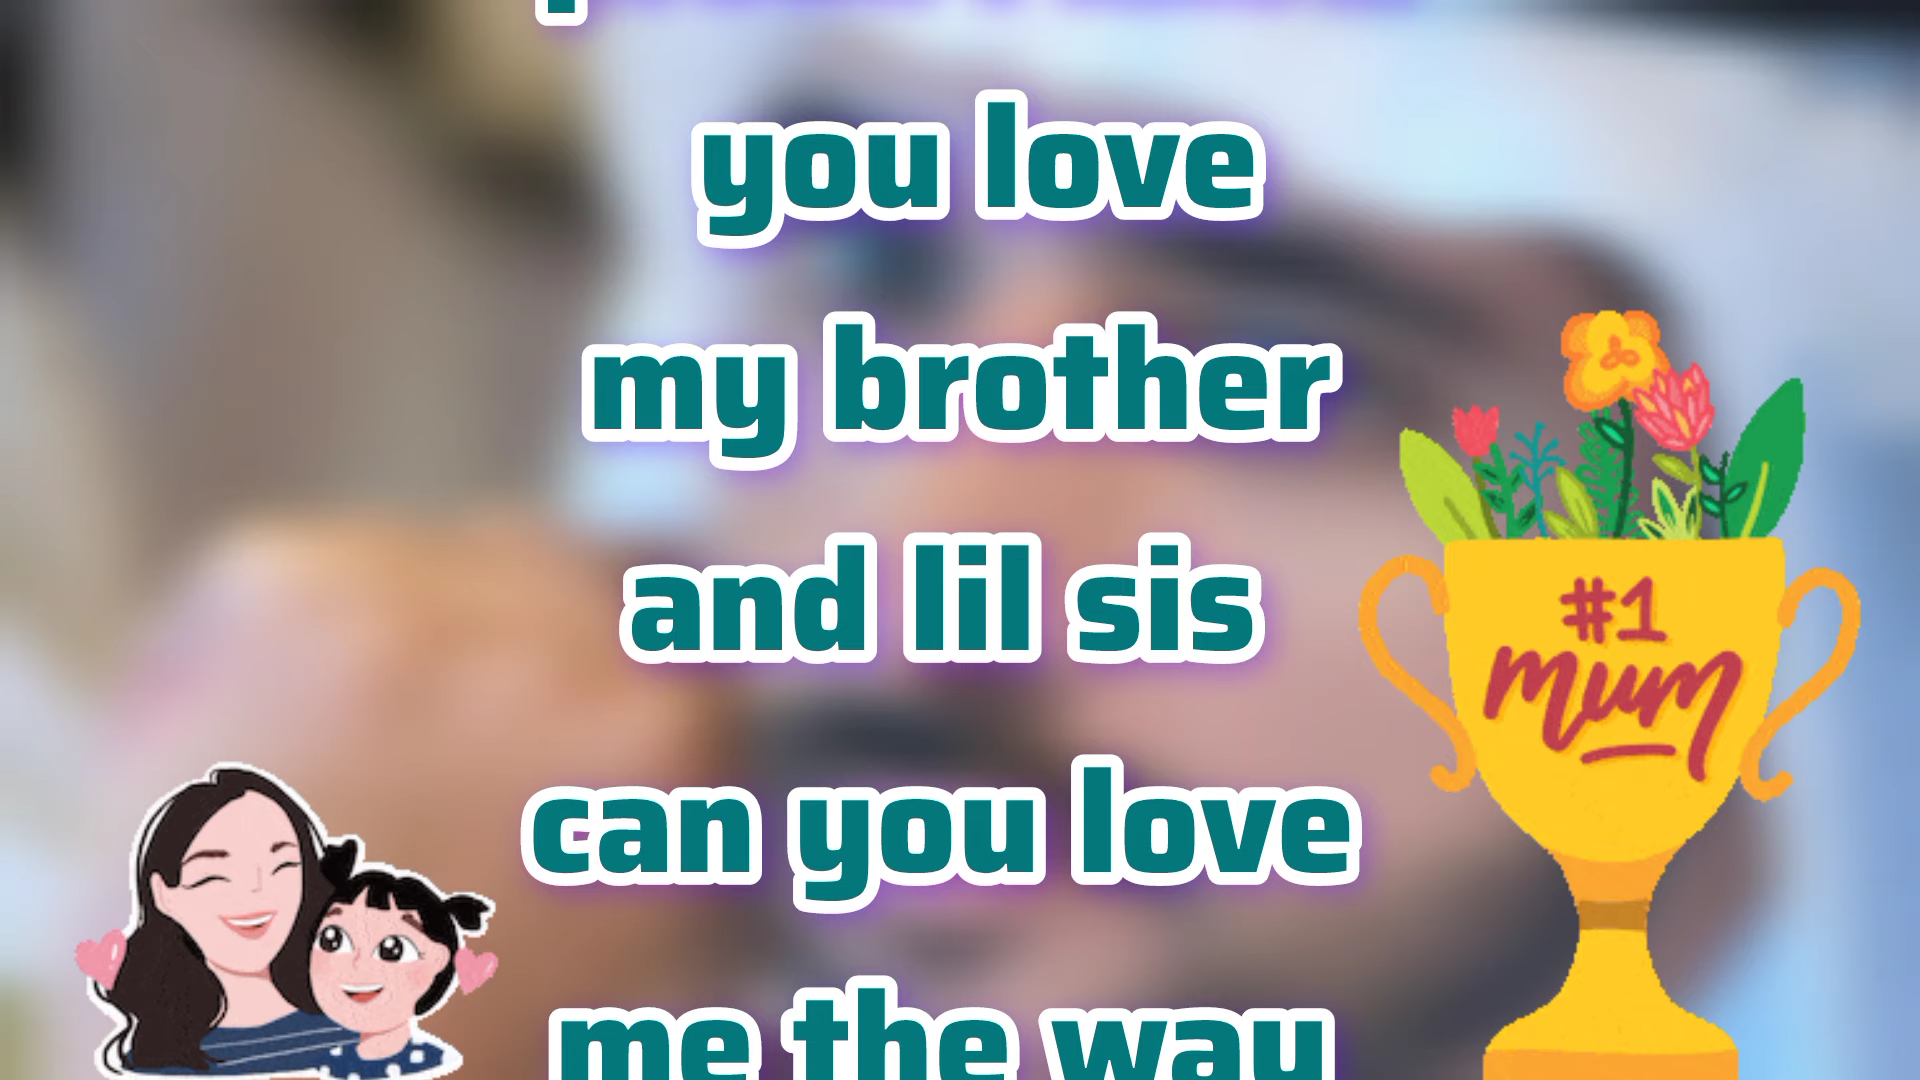 you love
my brother
and lil sis
#1
mum
can you love
me the way